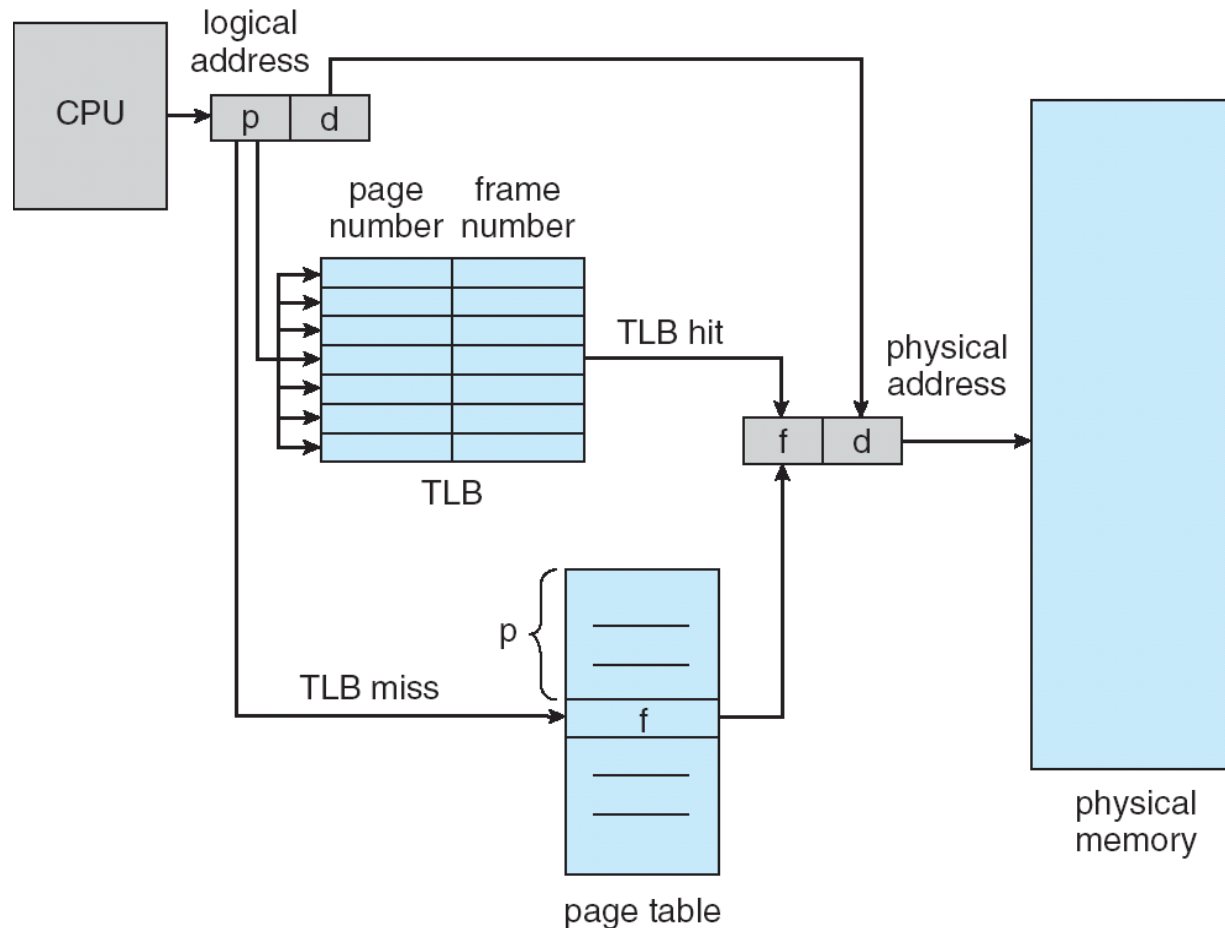 logical
address
CPU
p
d
page
number
frame
number
TLB hit
physical
address
f
d
TLB
p
TLB miss
f
physical
memory
page table